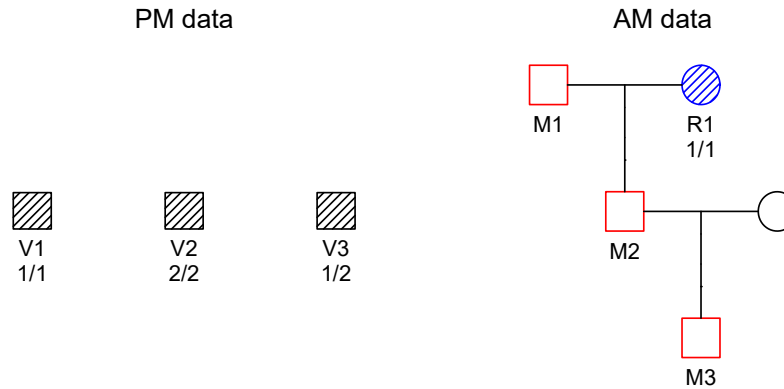 PM data
AM data
M1
R1
1/1
V1
1/1
V2
2/2
V3
1/2
M2
M3